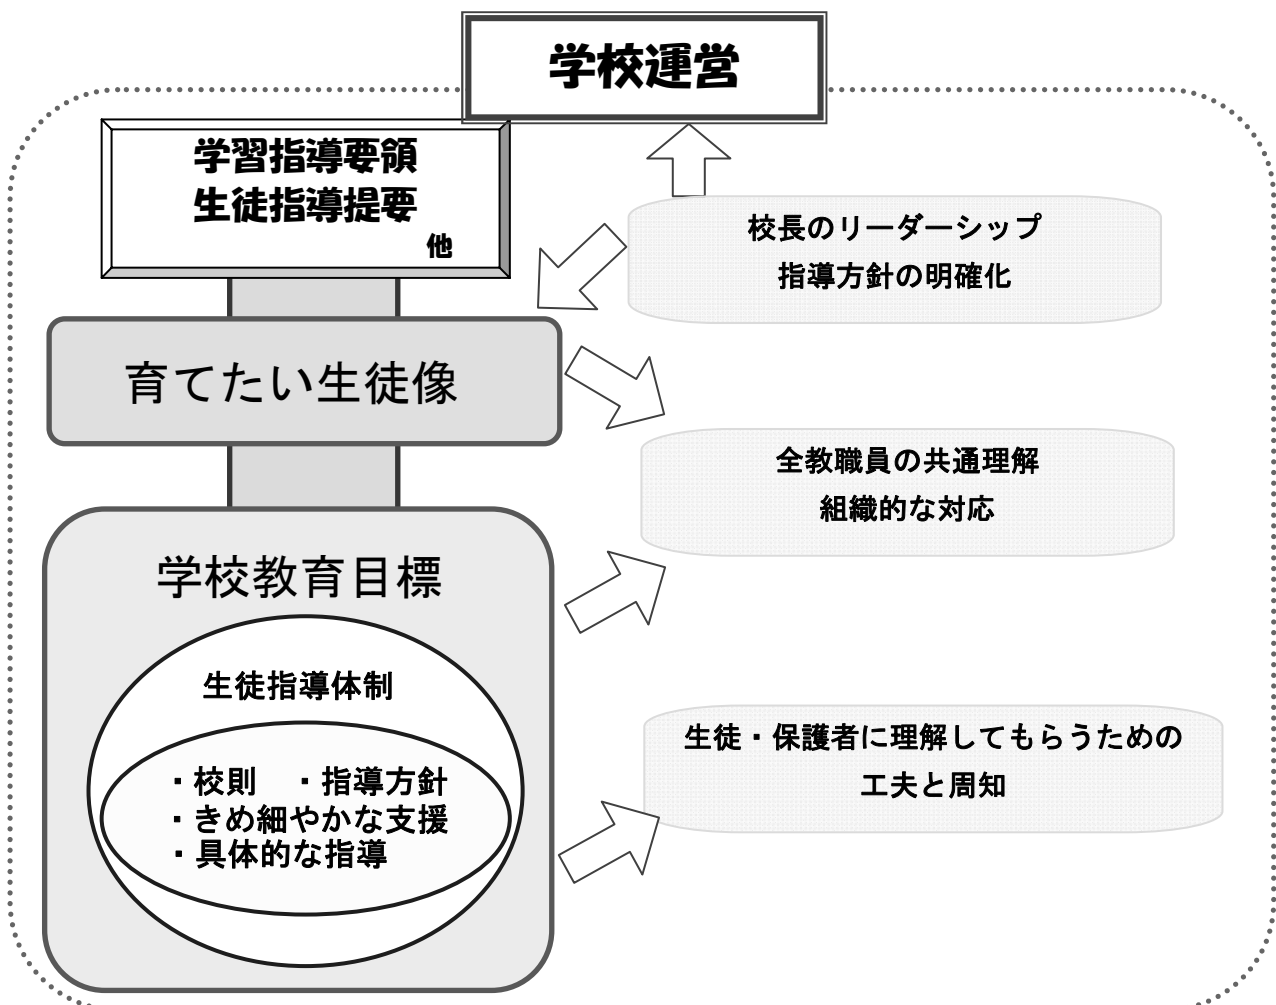 学校運営
学習指導要領
生徒指導提要
他
校長のリーダーシップ
指導方針の明確化
育てたい生徒像
全教職員の共通理解
組織的な対応
学校教育目標
生徒指導体制
・校則　・指導方針
・きめ細やかな支援
・具体的な指導
生徒・保護者に理解してもらうための
工夫と周知